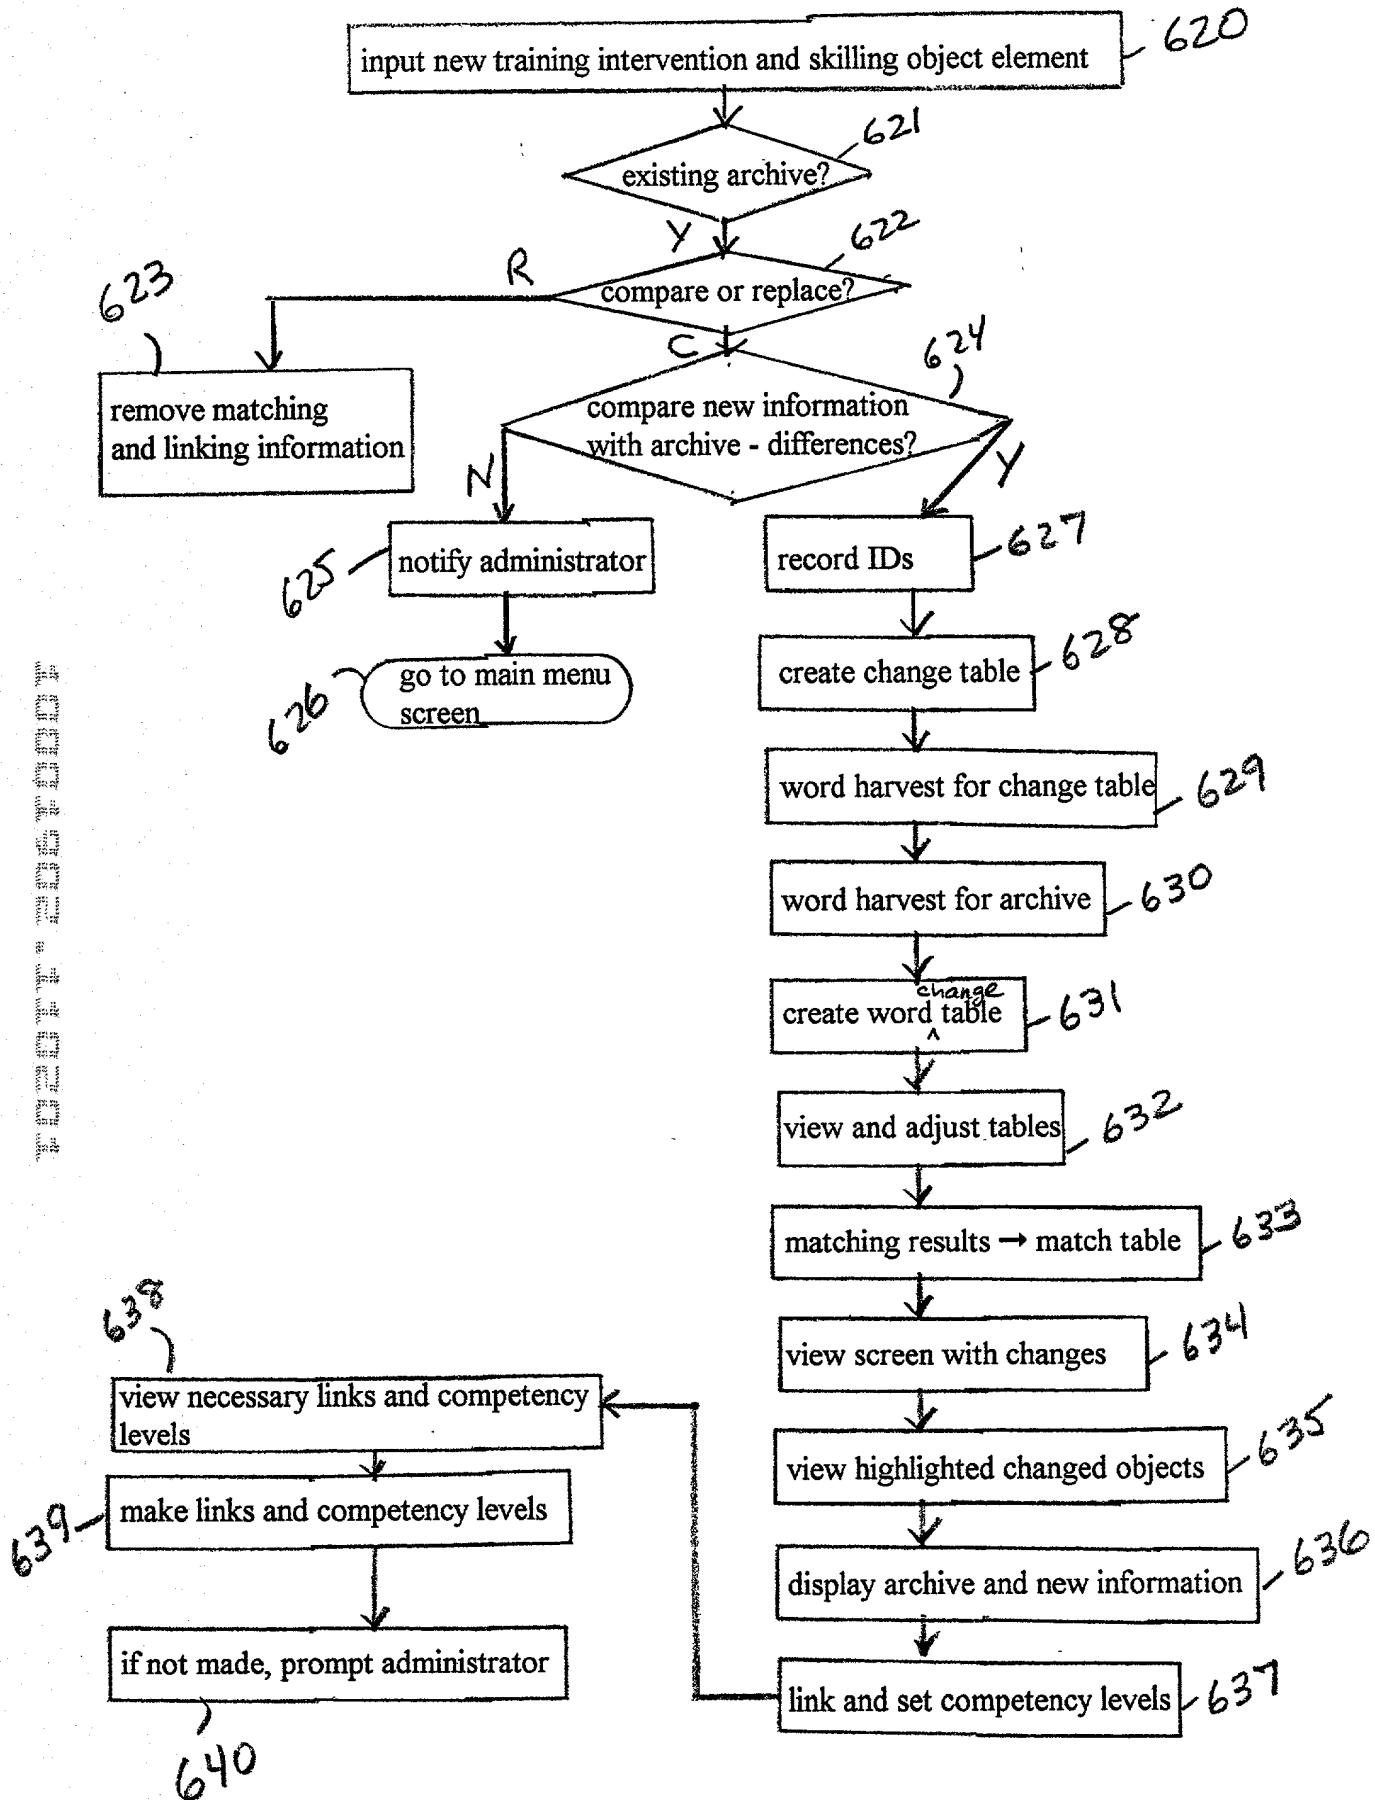 input new training intervention and skilling object element
620
existing archive?
621
Y
compare or replace?
622
R
623
remove matching
and linking information
C
compare new information
with archive - differences?
624
N
Y
notify administrator
625
go to main menu
screen
626
record IDs
627
create change table
628
word harvest for change table
629
word harvest for archive
630
change
create word ^ table
631
view and adjust tables
632
matching results → match table
633
view screen with changes
634
view highlighted changed objects
635
display archive and new information
636
link and set competency levels
637
638
view necessary links and competency
levels
make links and competency levels
639
if not made, prompt administrator
640